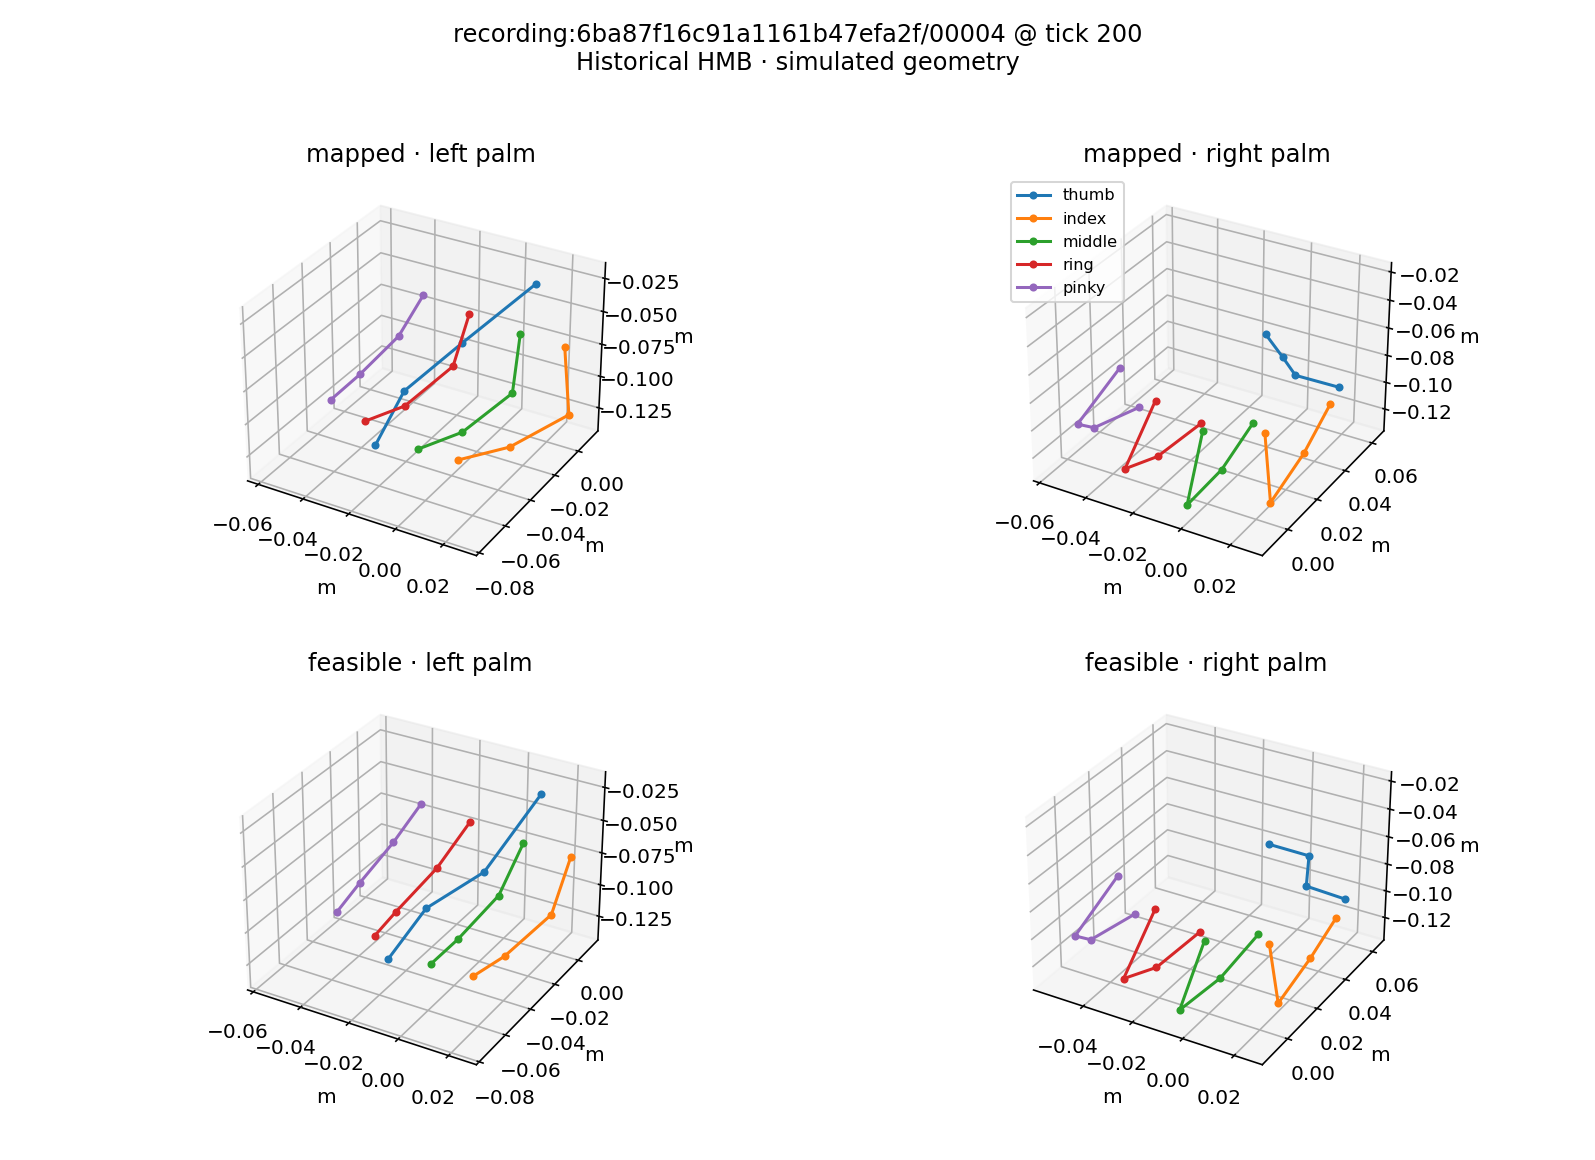 recording:6ba87f16c91a1161b47efa2f/00004 @ tick 200
Historical HMB · simulated geometry
mapped · left palm
−0.025
−0.050
m
−0.075
−0.100
−0.125
0.00
−0.02
−0.04
m
−0.06
−0.08
−0.06
−0.04
−0.02
0.00
0.02
m
mapped · right palm
thumb
index
middle
ring
pinky
−0.02
−0.04
−0.06
m
−0.08
−0.10
−0.12
0.06
0.04
0.02
m
0.00
−0.06
−0.04
−0.02
0.00
0.02
m
feasible · left palm
−0.025
−0.050
m
−0.075
−0.100
−0.125
0.00
−0.02
−0.04
m
−0.06
−0.08
−0.06
−0.04
−0.02
0.00
0.02
m
feasible · right palm
−0.02
−0.04
−0.06
m
−0.08
−0.10
−0.12
0.06
0.04
0.02
m
0.00
−0.04
−0.02
0.00
0.02
m